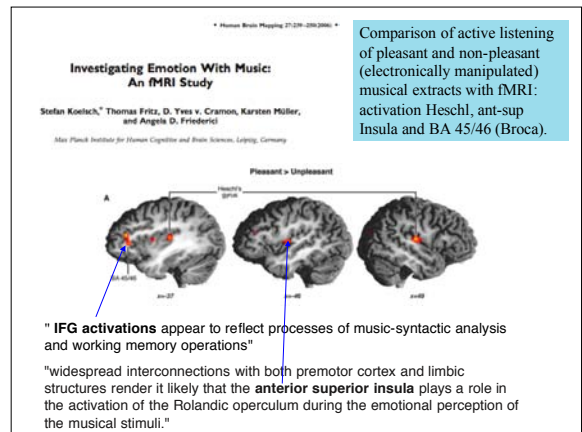 • Human Brain Mapping 27:239–250(2006) •
Comparison of active listening
of pleasant and non-pleasant
(electronically manipulated)
musical extracts with fMRI:
activation Heschl, ant-sup
Insula and BA 45/46 (Broca).
Investigating Emotion With Music:
An fMRI Study
Stefan Koelsch,* Thomas Fritz, D. Yves v. Cramon, Karsten Müller,
and Angela D. Friederici
Max Planck Institute for Human Cognitive and Brain Sciences, Leipzig, Germany
Pleasant > Unpleasant
A
Heschl's
gyrus
BA 45/46
x=-37
x=-46
x=49
" IFG activations appear to reflect processes of music-syntactic analysis
and working memory operations"
"widespread interconnections with both premotor cortex and limbic
structures render it likely that the anterior superior insula plays a role in
the activation of the Rolandic operculum during the emotional perception of
the musical stimuli."